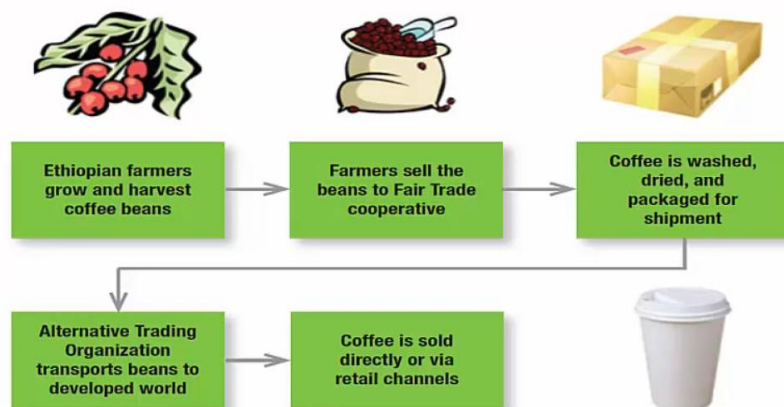 Ethiopian farmers
grow and harvest
coffee beans
Farmers sell the
beans to Fair Trade
cooperative
Coffee is washed,
dried, and
packaged for
shipment
Alternative Trading
Organization
transports beans to
developed world
Coffee is sold
directly or via
retail channels